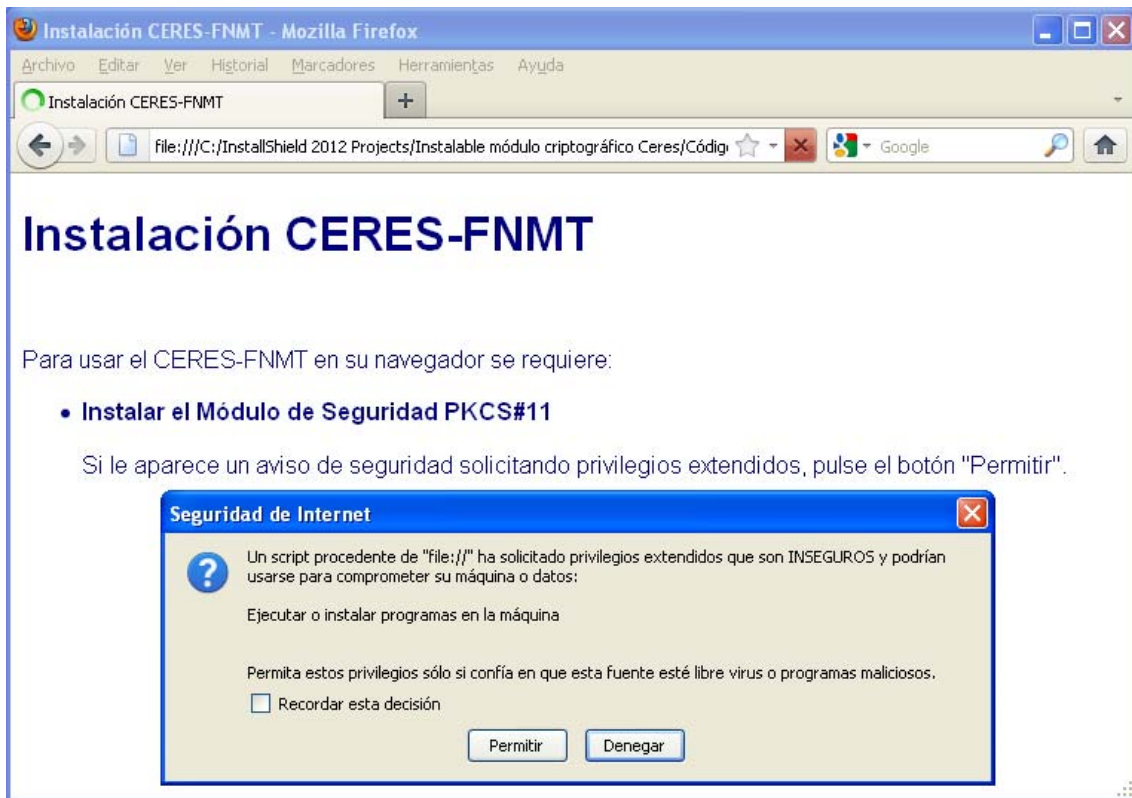 Instalación CERES-FNMT - Mozilla Firefox
Archivo Editar Ver Historial Marcadores Herramientas Ayuda
Instalación CERES-FNMT
file:///C:/InstallShield 2012 Projects/Instalable módulo criptográfico Ceres/Códig
Google
Instalación CERES-FNMT
Para usar el CERES-FNMT en su navegador se requiere:
• Instalar el Módulo de Seguridad PKCS#11
Si le aparece un aviso de seguridad solicitando privilegios extendidos, pulse el botón "Permitir".
Seguridad de Internet
Un script procedente de "file://" ha solicitado privilegios extendidos que son INSEGUROS y podrían
usarse para comprometer su máquina o datos:
Ejecutar o instalar programas en la máquina
Permita estos privilegios sólo si confía en que esta fuente esté libre virus o programas maliciosos.
Recordar esta decisión
Permitir Denegar